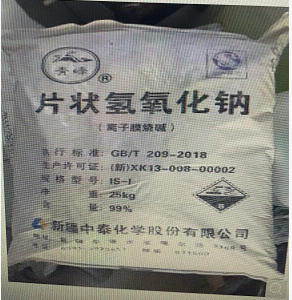 青峰 ®
片状氢氧化钠
(离子膜烧碱)
执行标准: GB/T 209-2018
生产许可证: (新)XK13-008-00002
规格型号: IS-I
净 重: 25kg
含 量: 99%
8
新疆中泰化学股份有限公司